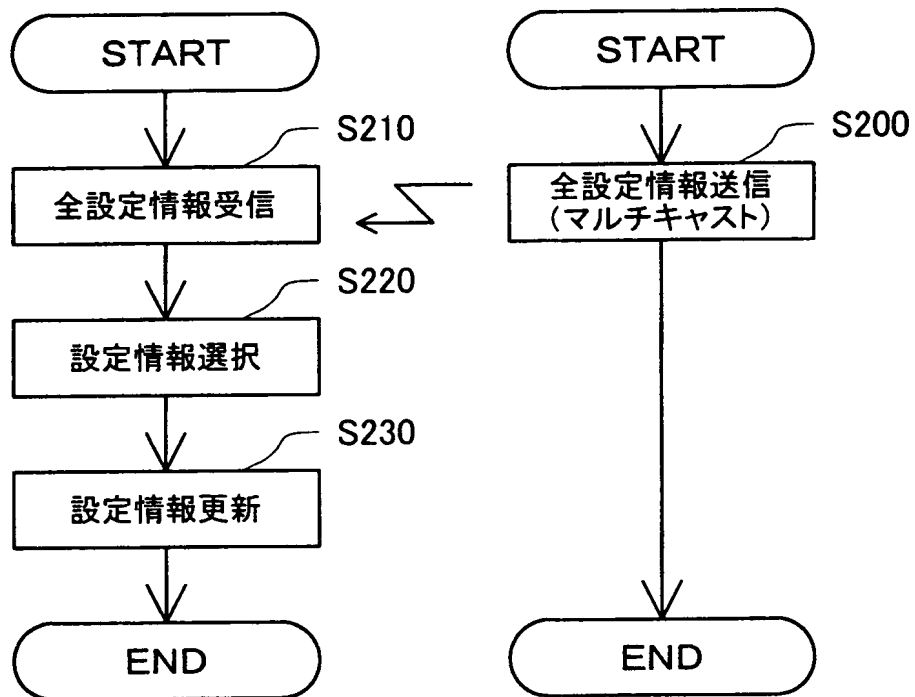 START
S210
全設定情報受信
S220
設定情報選択
S230
設定情報更新
END
START
S200
全設定情報送信
(マルチキャスト)
END